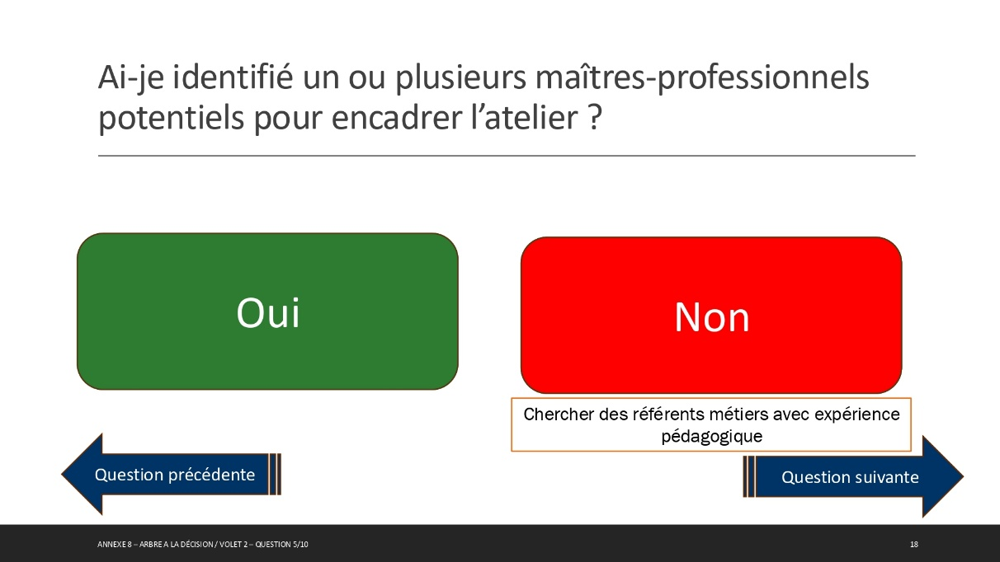 Ai-je identifié un ou plusieurs maîtres-professionnels
potentiels pour encadrer l’atelier ?
Oui
Non
Chercher des référents métiers avec expérience
pédagogique
Question précédente
Question suivante
ANNEXE 8 – ARBRE A LA DÉCISION / VOLET 2 – QUESTION 5/10
18